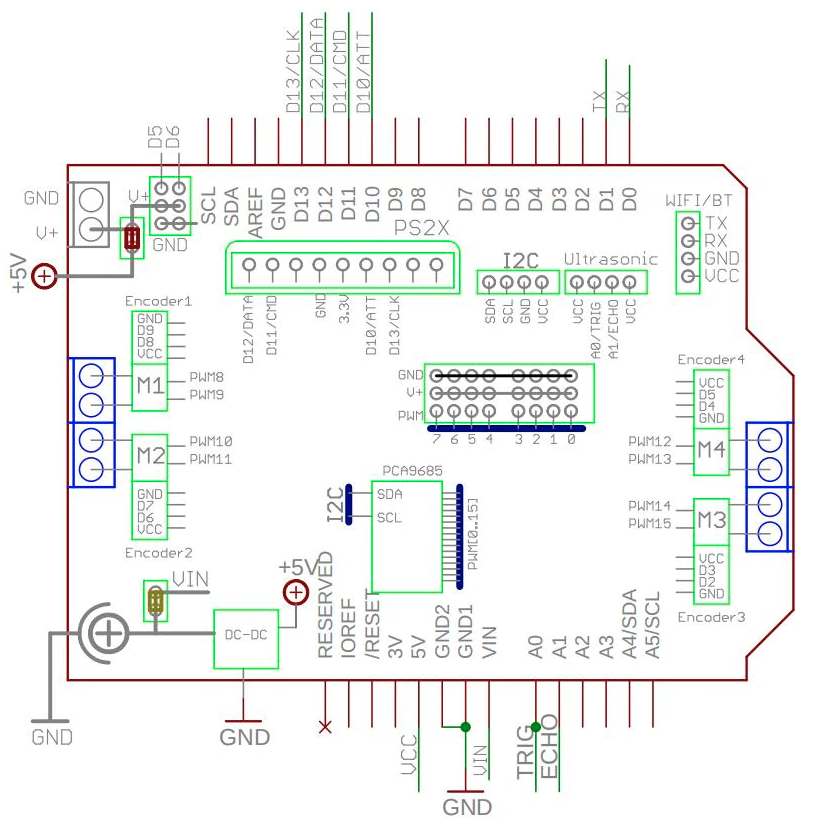 D13/CLK
D12/DATA
D11/CMD
D10/ATT
TX
RX
D5
D6
GND
V+
V+
GND
+5V
SCL
SDA
AREF
GND
D13
D12
D11
D10
D9
D8
D7
D6
D5
D4
D3
D2
D1
D0
PS2X
D12/DATA
D11/CMD
GND
3.3V
D10/ATT
D13/CLK
I2C
SDA
SCL
GND
VCC
Ultrasonic
VCC
A0/TRIG
A1/ECHO
VCC
WIFI/BT
TX
RX
GND
VCC
Encoder1
GND
D9
D8
VCC
M1
PWM8
PWM9
M2
PWM10
PWM11
GND
D7
D6
VCC
Encoder2
GND
V+
PWM
7 6 5 4 3 2 1 0
Encoder4
VCC
D5
D4
GND
PWM12
PWM13
M4
PWM14
PWM15
M3
VCC
D3
D2
GND
Encoder3
PCA9685
I2C
SDA
SCL
PWM[0..15]
VIN
+5V
DC-DC
GND
GND
RESERVED
IOREF
/RESET
3V
5V
GND2
GND1
VIN
A0
A1
A2
A3
A4/SDA
A5/SCL
VCC
VIN
GND
TRIG
ECHO